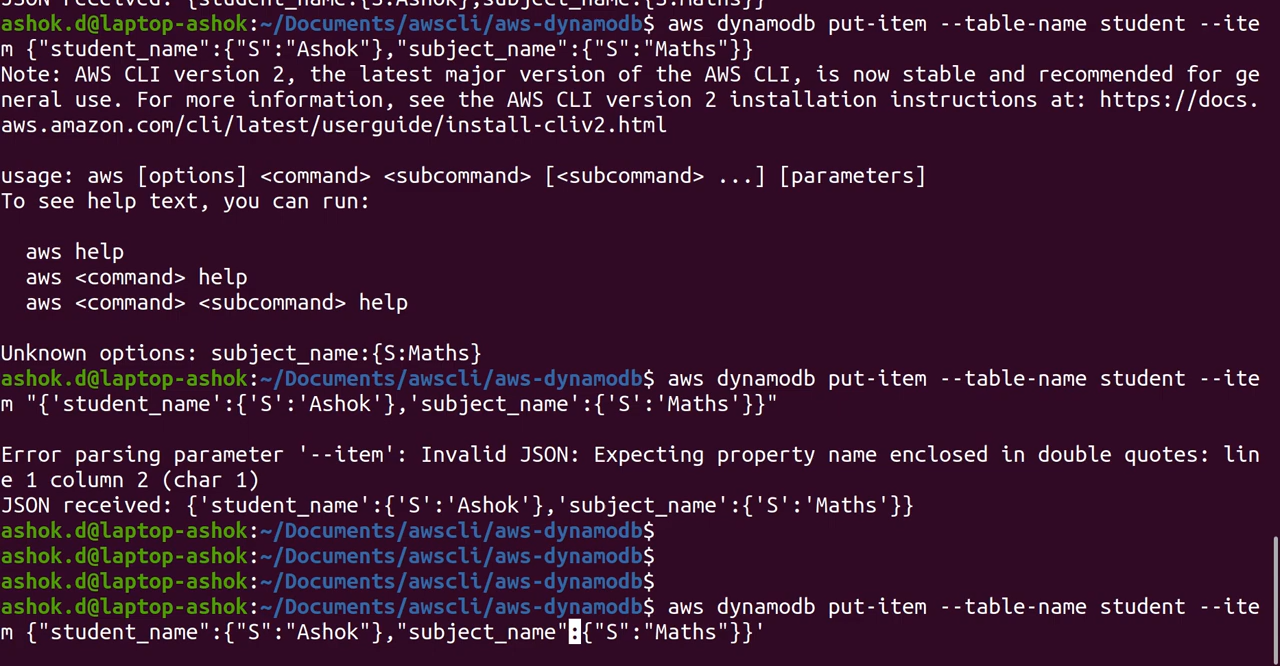 JSON received: {student_name:{S:Ashok},subject_name:{S:Maths}}
ashok.d@laptop-ashok:~/Documents/awscli/aws-dynamodb$ aws dynamodb put-item --table-name student --ite
m {"student_name":{"S":"Ashok"},"subject_name":{"S":"Maths"}}
Note: AWS CLI version 2, the latest major version of the AWS CLI, is now stable and recommended for ge
neral use. For more information, see the AWS CLI version 2 installation instructions at: https://docs.
aws.amazon.com/cli/latest/userguide/install-cliv2.html
usage: aws [options] <command> <subcommand> [<subcommand> ...] [parameters]
To see help text, you can run:
aws help
aws <command> help
aws <command> <subcommand> help
Unknown options: subject_name:{S:Maths}
ashok.d@laptop-ashok:~/Documents/awscli/aws-dynamodb$ aws dynamodb put-item --table-name student --ite
m "{'student_name':{'S':'Ashok'},'subject_name':{'S':'Maths'}}"
Error parsing parameter '--item': Invalid JSON: Expecting property name enclosed in double quotes: lin
e 1 column 2 (char 1)
JSON received: {'student_name':{'S':'Ashok'},'subject_name':{'S':'Maths'}}
ashok.d@laptop-ashok:~/Documents/awscli/aws-dynamodb$
ashok.d@laptop-ashok:~/Documents/awscli/aws-dynamodb$
ashok.d@laptop-ashok:~/Documents/awscli/aws-dynamodb$
ashok.d@laptop-ashok:~/Documents/awscli/aws-dynamodb$ aws dynamodb put-item --table-name student --ite
m {"student_name":{"S":"Ashok"},"subject_name":{"S":"Maths"}}'